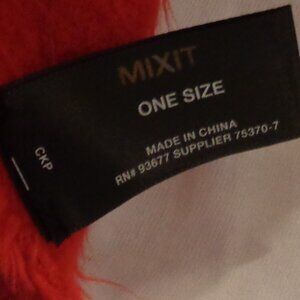 MIXIT
ONE SIZE
MADE IN CHINA
RN# 93677 SUPPLIER 75370-7
CKP